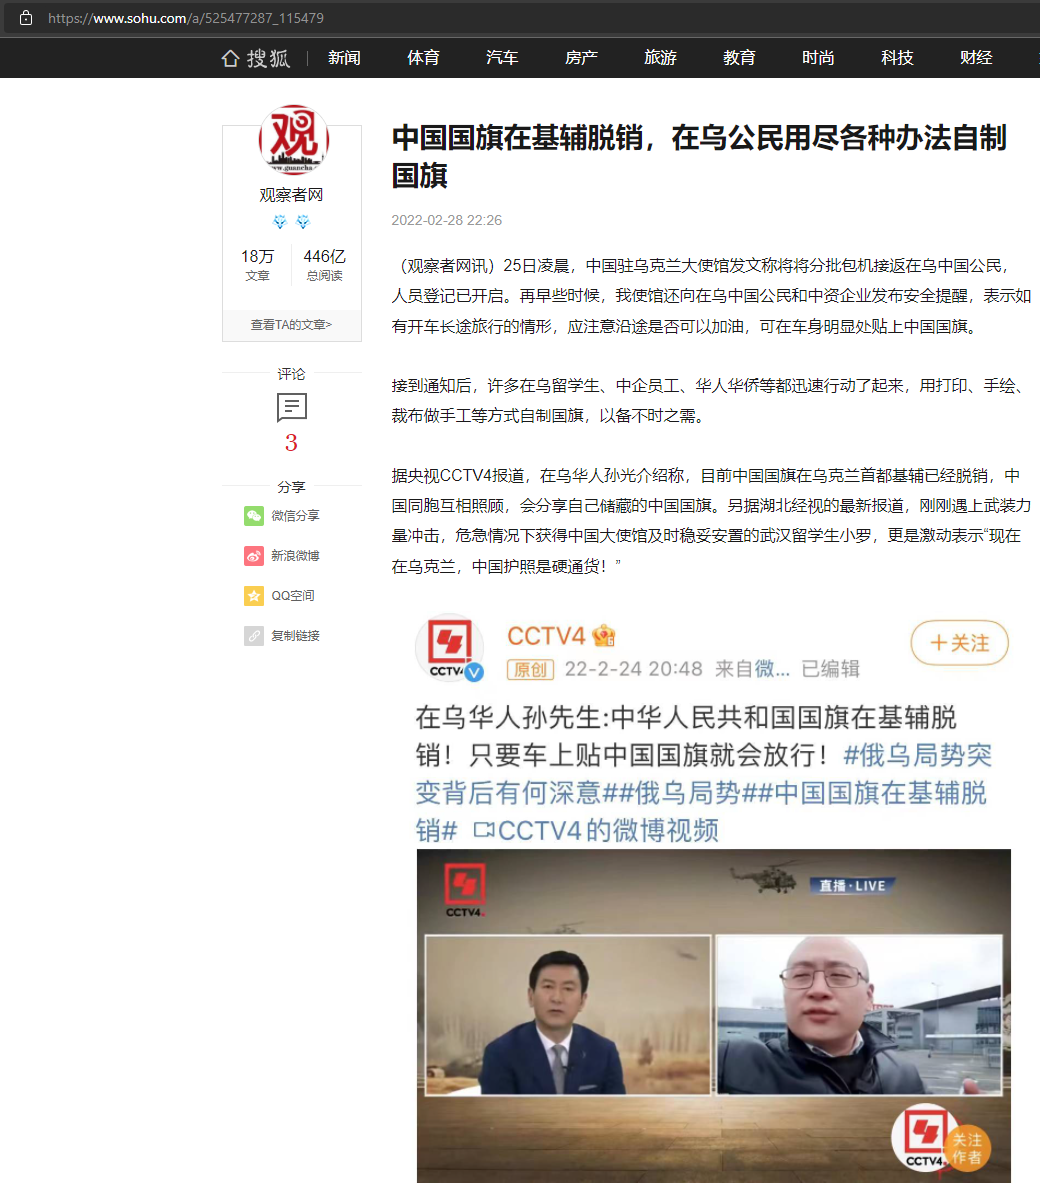 https://www.sohu.com/a/525477287_115479
搜狐 新闻 体育 汽车 房产 旅游 教育 时尚 科技 财经
观
www.guancha
观察者网
18万 446亿
文章 总阅读
查看TA的文章>
评论
3
分享
微信分享
新浪微博
QQ空间
复制链接
中国国旗在基辅脱销，在乌公民用尽各种办法自制
国旗
2022-02-28 22:26
（观察者网讯）25日凌晨，中国驻乌克兰大使馆发文称将将分批包机接返在乌中国公民，
人员登记已开启。再早些时候，我使馆还向在乌中国公民和中资企业发布安全提醒，表示如
有开车长途旅行的情形，应注意沿途是否可以加油，可在车身明显处贴上中国国旗。
接到通知后，许多在乌留学生、中企员工、华人华侨等都迅速行动了起来，用打印、手绘、
裁布做手工等方式自制国旗，以备不时之需。
据央视CCTV4报道，在乌华人孙光介绍称，目前中国国旗在乌克兰首都基辅已经脱销，中
国同胞互相照顾，会分享自己储藏的中国国旗。另据湖北经视的最新报道，刚刚遇上武装力
量冲击，危急情况下获得中国大使馆及时稳妥安置的武汉留学生小罗，更是激动表示“现在
在乌克兰，中国护照是硬通货！”
CCTV4
CCTV4 6
+关注
原创 22-2-24 20:48 来自微... 已编辑
在乌华人孙先生:中华人民共和国国旗在基辅脱
销！只要车上贴中国国旗就会放行！#俄乌局势突
变背后有何深意##俄乌局势##中国国旗在基辅脱
销# CCTV4的微博视频
CCTV4
直播·LIVE
CCTV4
关注
作者